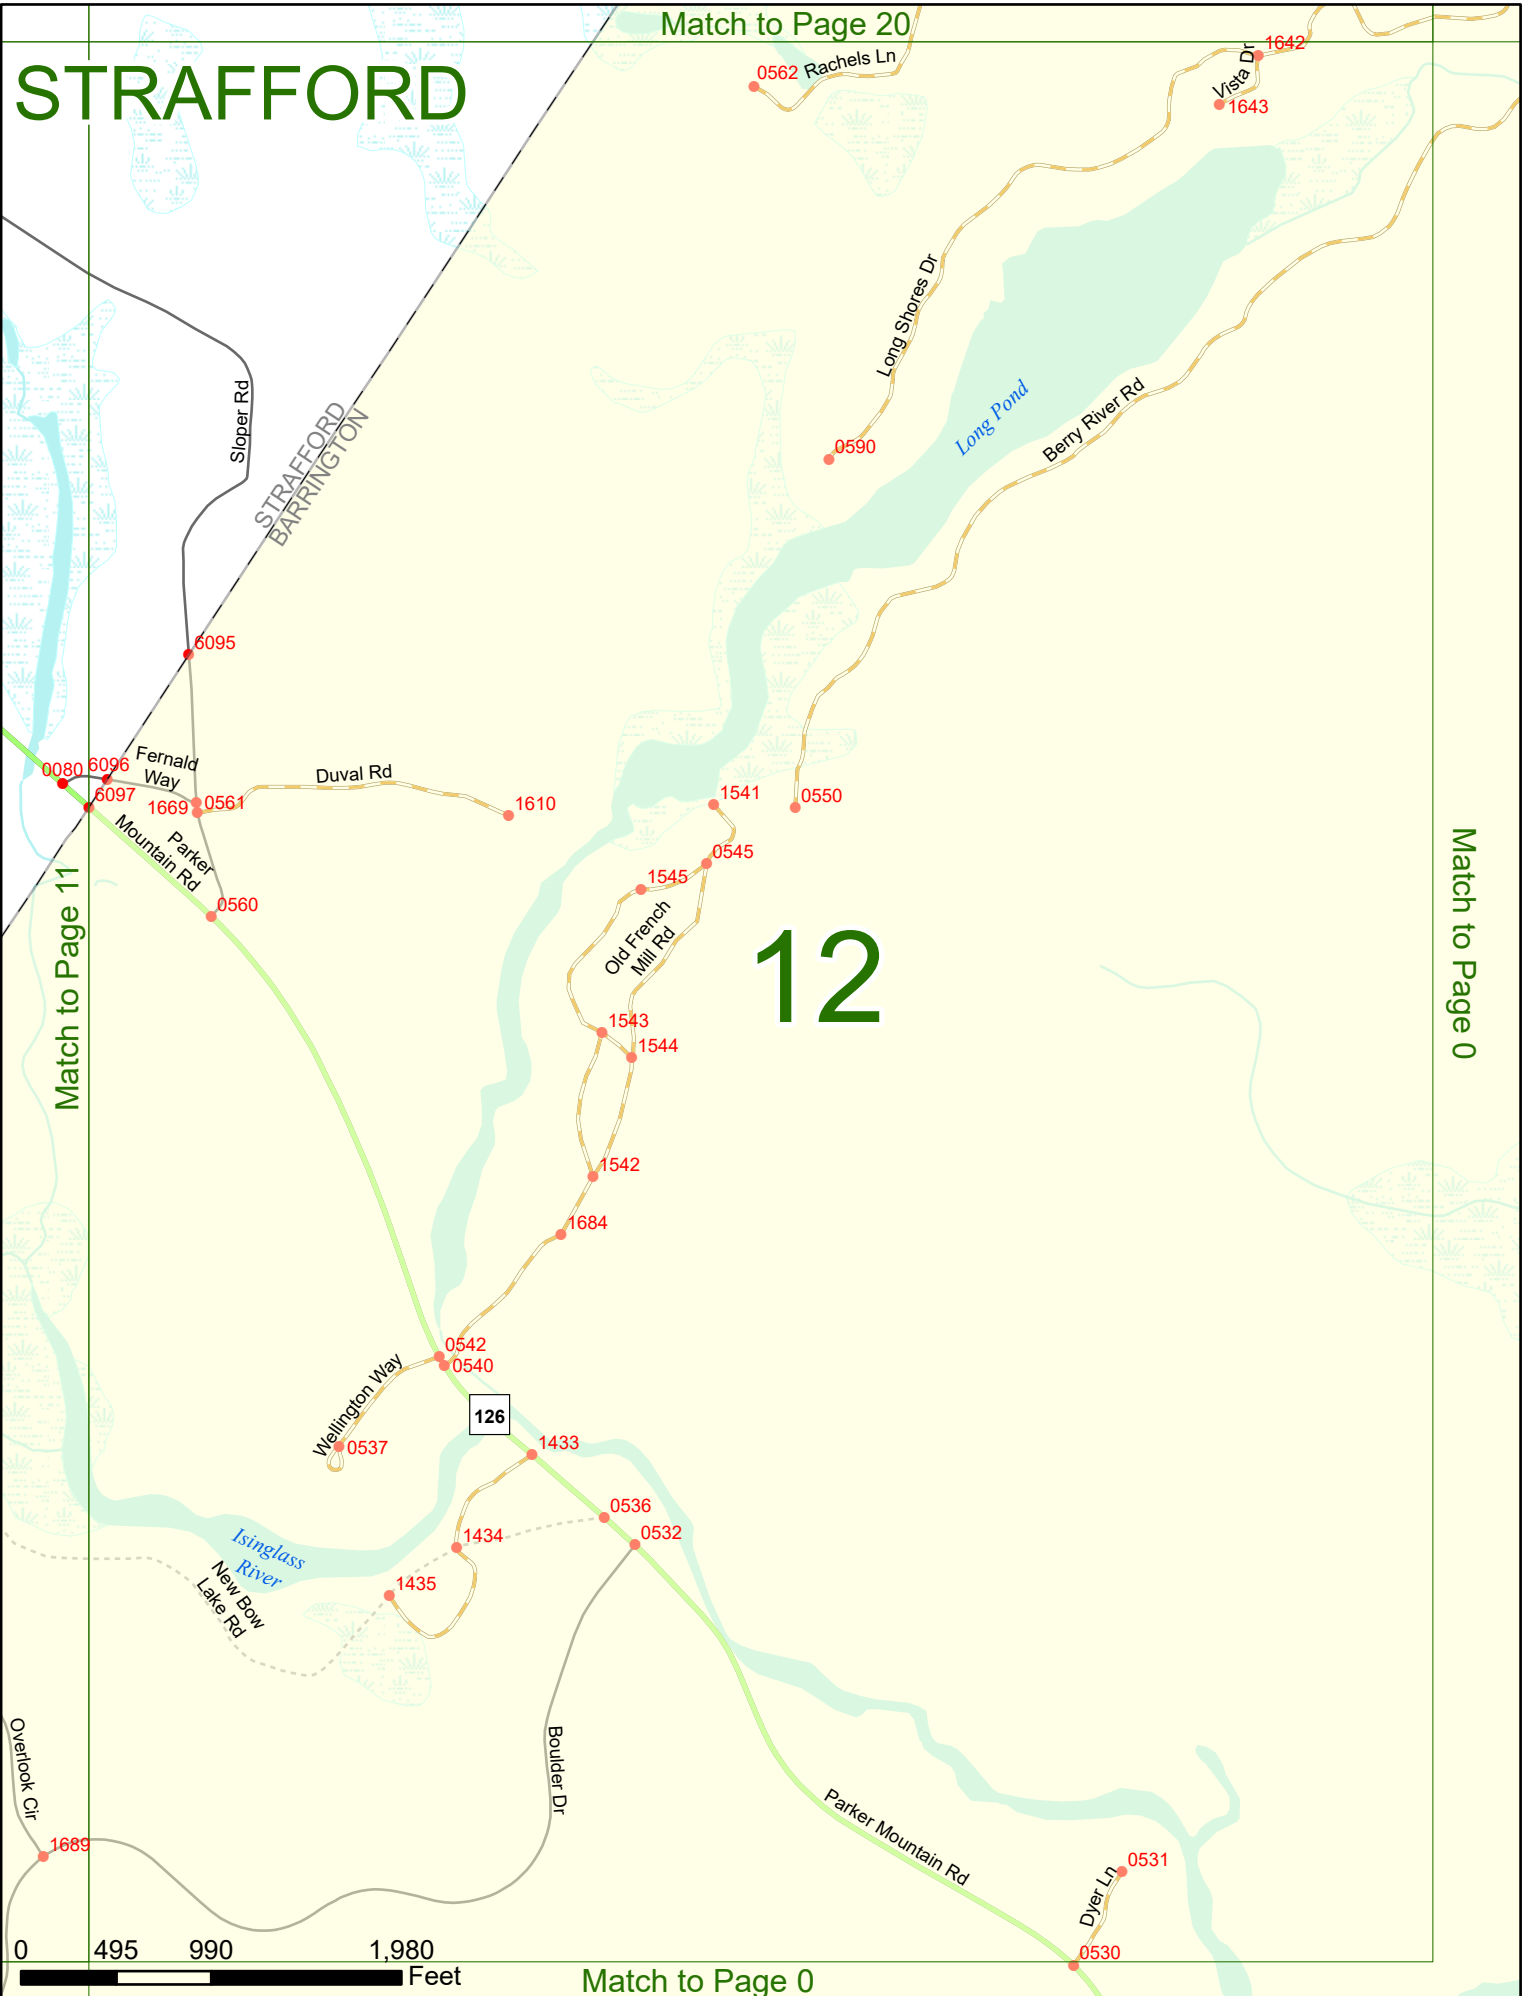 Match to Page 20
STRAFFORD
1642
0562
Rachels Ln
Vista Dr
1643
Long Shores Dr
Sloper Rd
STRAFFORD
BARRINGTON
Long Pond
Berry River Rd
0590
6095
Fernald
Way
0080
6096
Duval Rd
6097
1669
0561
1610
1541
0550
Parker
Mountain Rd
0545
1545
0560
Old French
Mill Rd
12
Match to Page 11
Match to Page 0
1543
1544
1542
1684
0542
0540
Wellington Way
126
0537
1433
0536
0532
1434
Isinglass
River
New Bow
Lake Rd
1435
Overlook Cir
Boulder Dr
Parker Mountain Rd
1689
0531
Dyer Ln
0530
0 495 990 1,980
Feet
Match to Page 0